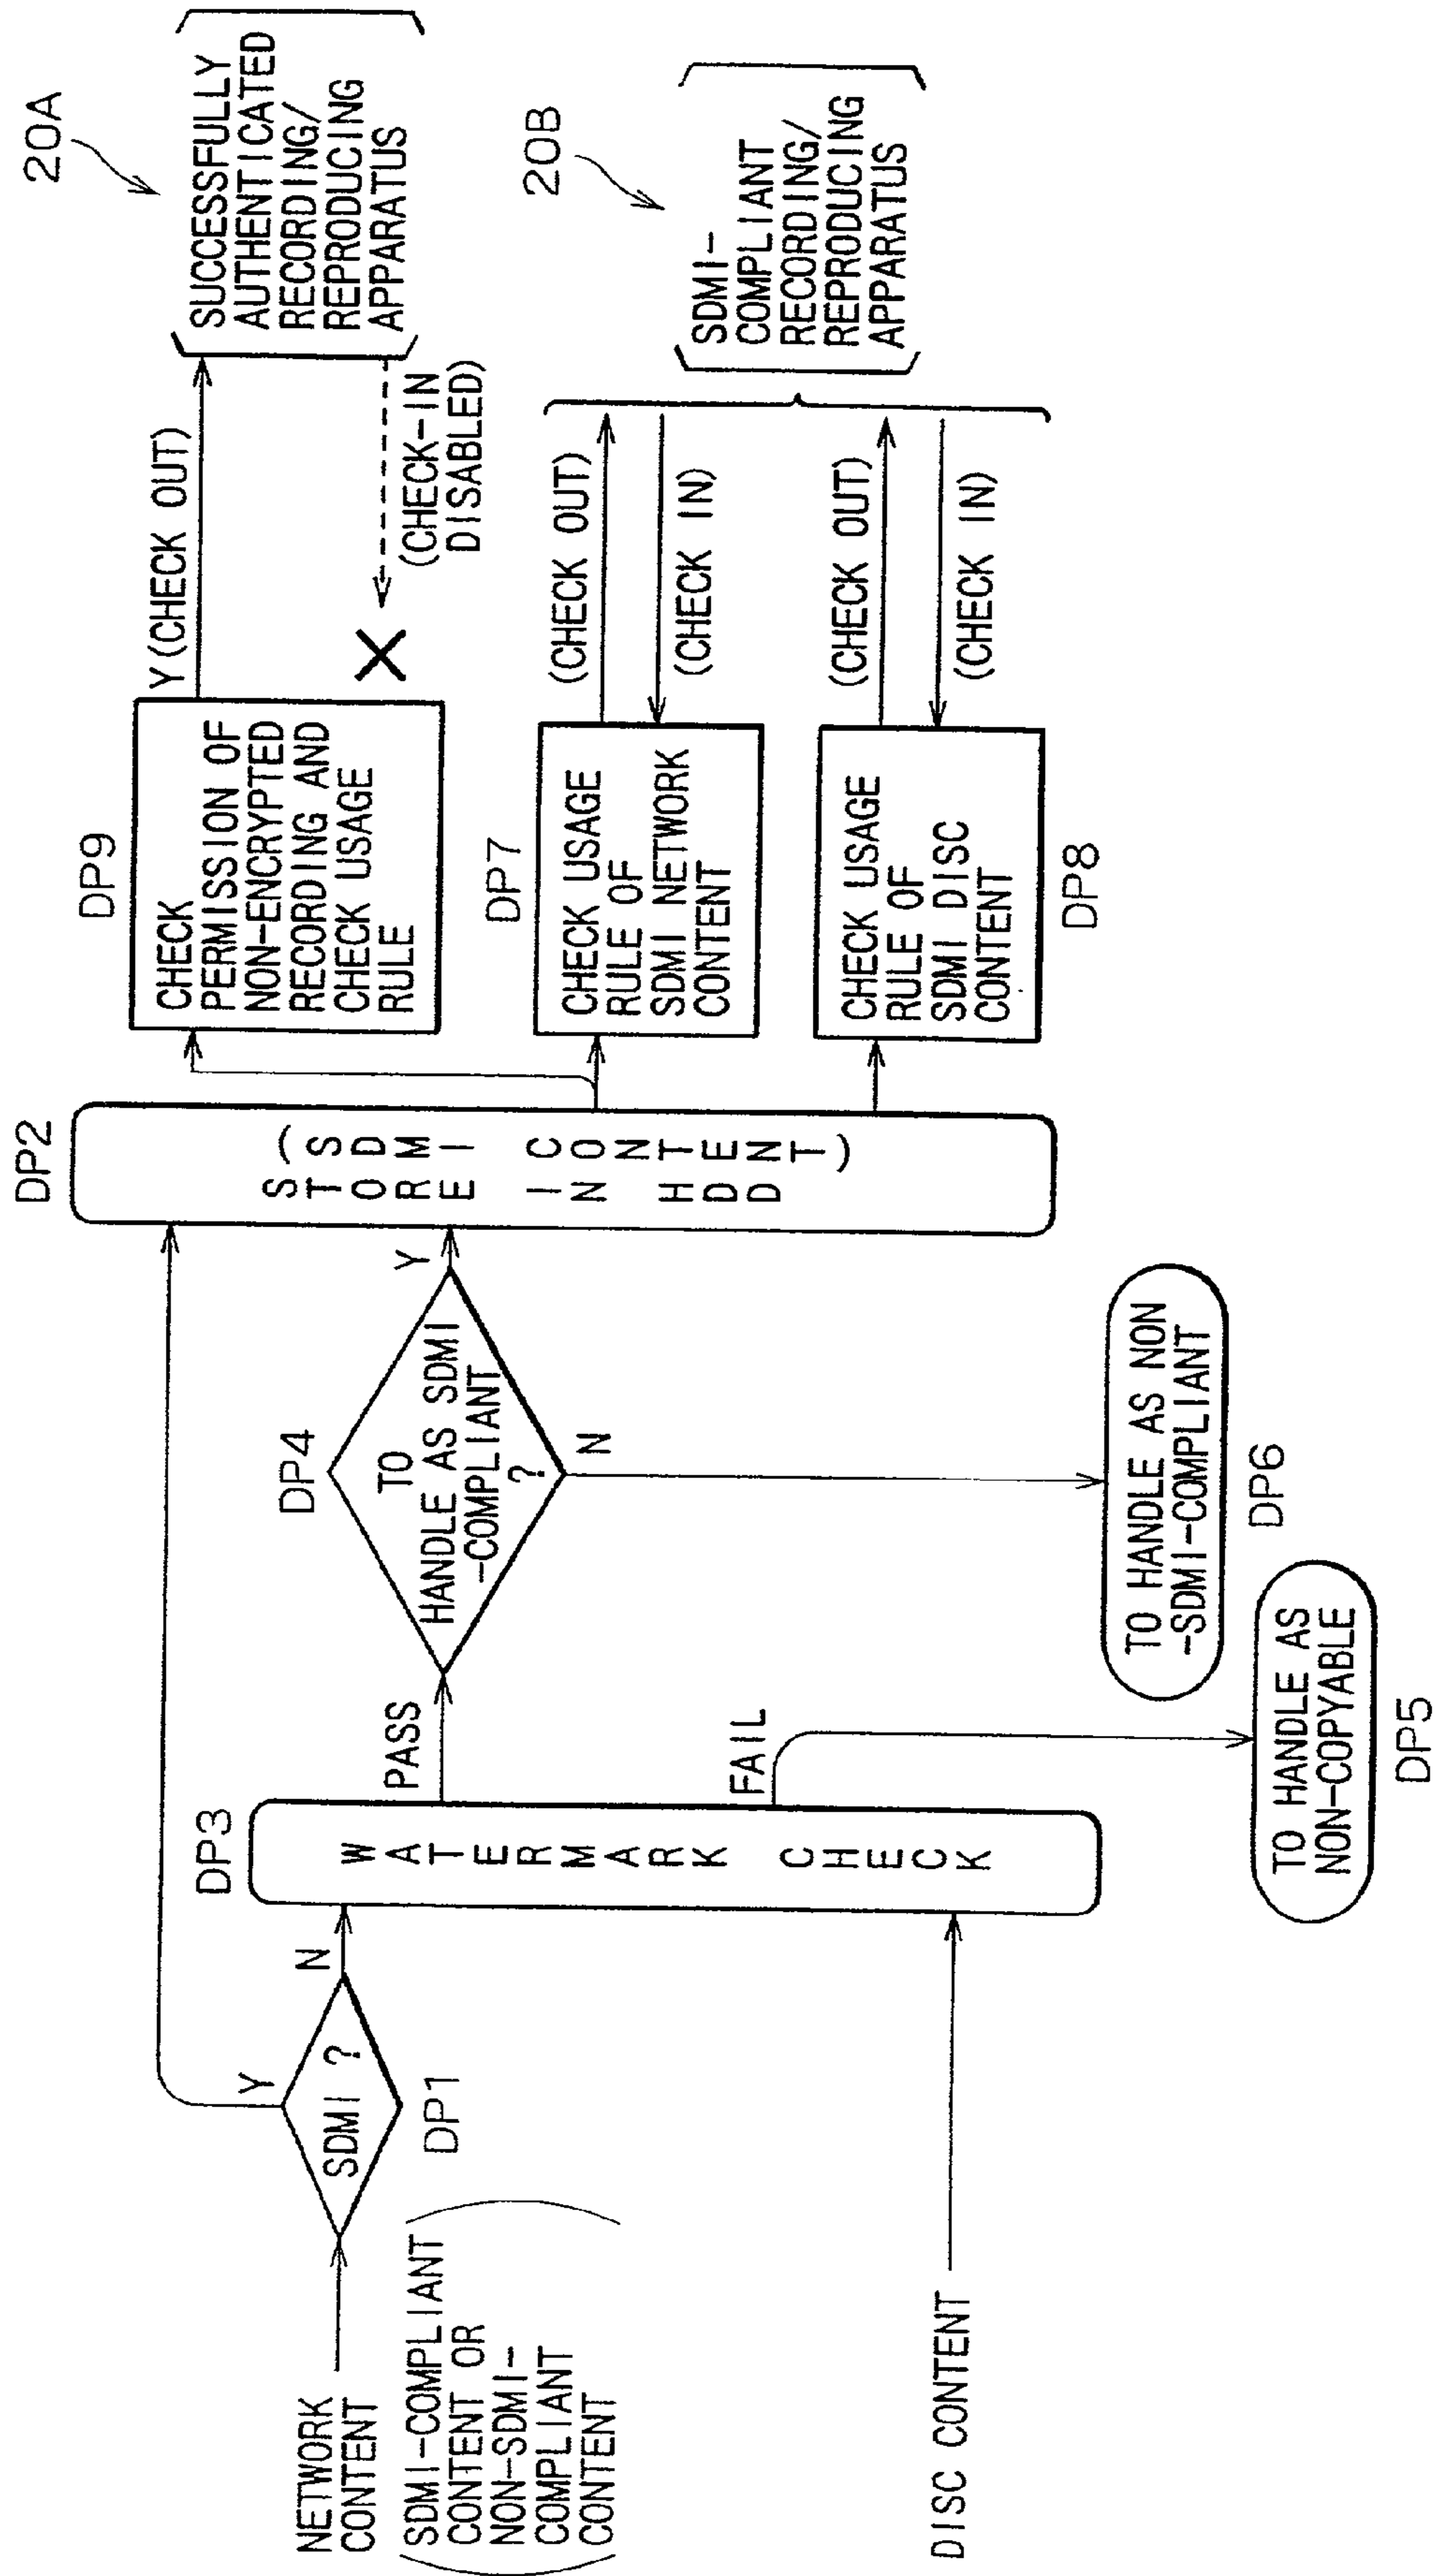 NETWORK
CONTENT
SDMI-COMPLIANT
CONTENT OR
NON-SDMI-
COMPLIANT
CONTENT
DISC CONTENT
SDMI ?
DP1
Y
N
DP3
WATERMARK CHECK
PASS
FAIL
DP4
TO
HANDLE AS SDMI
-COMPLIANT
?
Y
N
TO HANDLE AS
NON-COPYABLE
DP5
TO HANDLE AS NON
-SDMI-COMPLIANT
DP6
DP2
(SDMI CONTENT)
STORE IN HDD
DP9
CHECK
PERMISSION OF
NON-ENCRYPTED
RECORDING AND
CHECK USAGE
RULE
DP7
CHECK USAGE
RULE OF
SDMI NETWORK
CONTENT
CHECK USAGE
RULE OF
SDMI DISC
CONTENT
DP8
Y(CHECK OUT)
(CHECK-IN
DISABLED)
(CHECK OUT)
(CHECK IN)
(CHECK OUT)
(CHECK IN)
20A
SUCCESSFULLY
AUTHENTICATED
RECORDING/
REPRODUCING
APPARATUS
20B
SDMI-
COMPLIANT
RECORDING/
REPRODUCING
APPARATUS